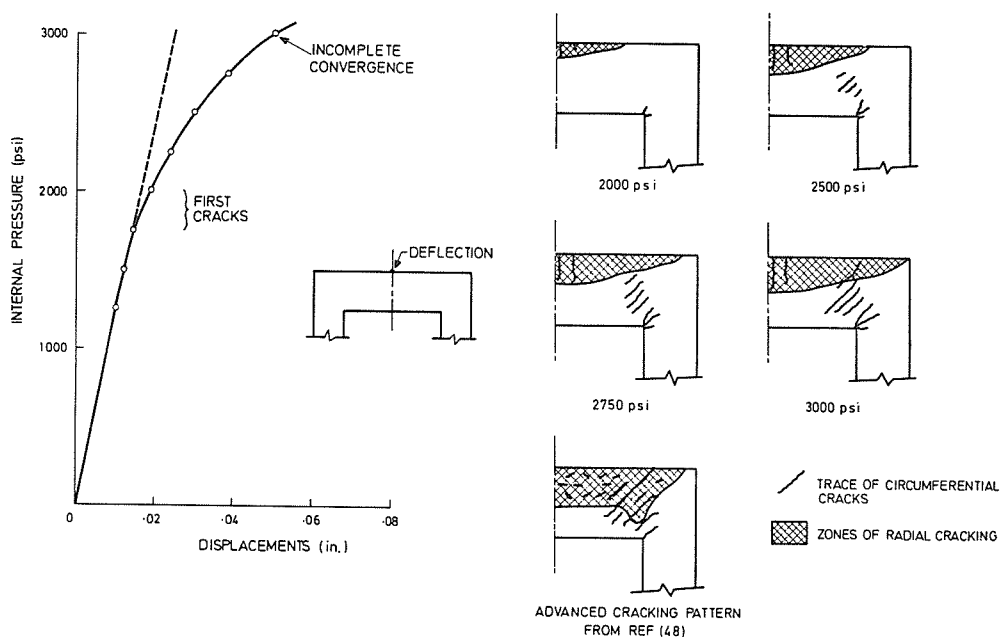 3000
2000
1000
0
.02
.04
.06
.08
INTERNAL PRESSURE (psi)
DISPLACEMENTS (in.)
INCOMPLETE
CONVERGENCE
FIRST
CRACKS
DEFLECTION
2000 psi
2500 psi
2750 psi
3000 psi
ADVANCED CRACKING PATTERN
FROM REF (48)
TRACE OF CIRCUMFERENTIAL
CRACKS
ZONES OF RADIAL CRACKING